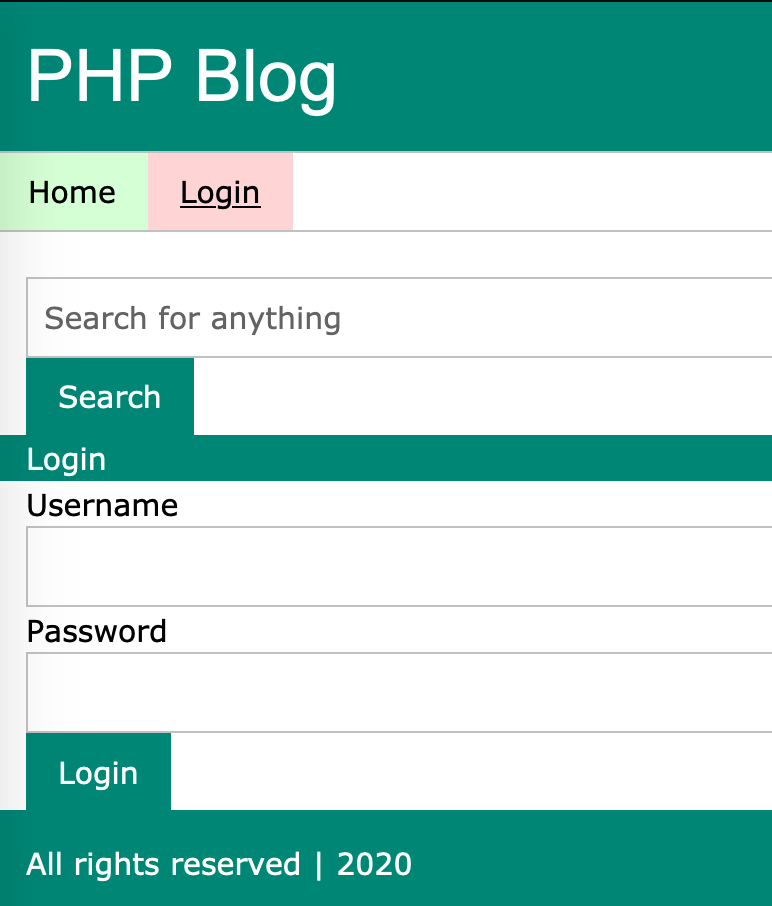 PHP Blog
Home Login
Search for anything
Search
Login
Username
Password
Login
All rights reserved | 2020